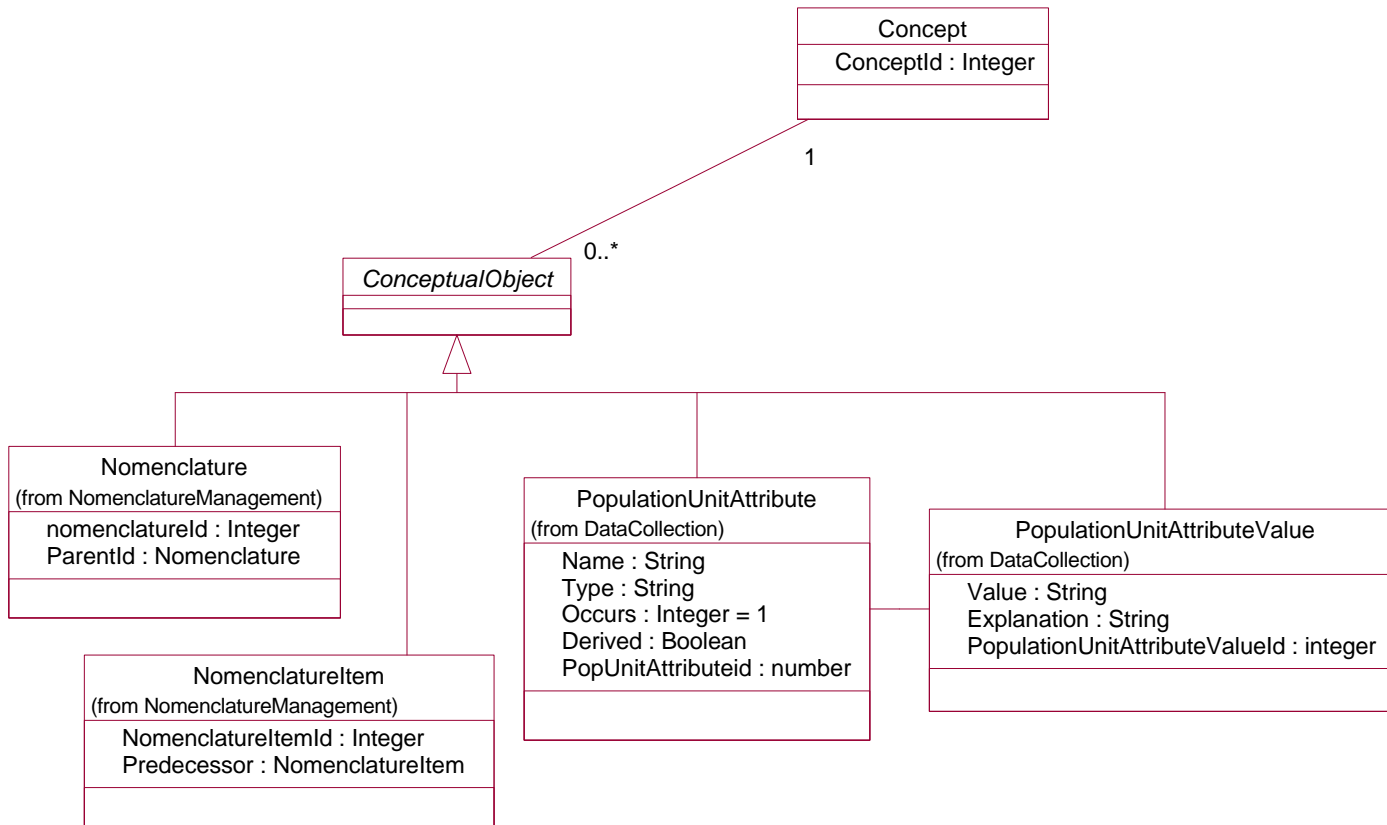 Concept
ConceptId : Integer
1
0..*
ConceptualObject
Nomenclature
(from NomenclatureManagement)
nomenclatureId : Integer
ParentId : Nomenclature
NomenclatureItem
(from NomenclatureManagement)
NomenclatureItemId : Integer
Predecessor : NomenclatureItem
PopulationUnitAttribute
(from DataCollection)
Name : String
Type : String
Occurs : Integer = 1
Derived : Boolean
PopUnitAttributeid : number
PopulationUnitAttributeValue
(from DataCollection)
Value : String
Explanation : String
PopulationUnitAttributeValueId : integer